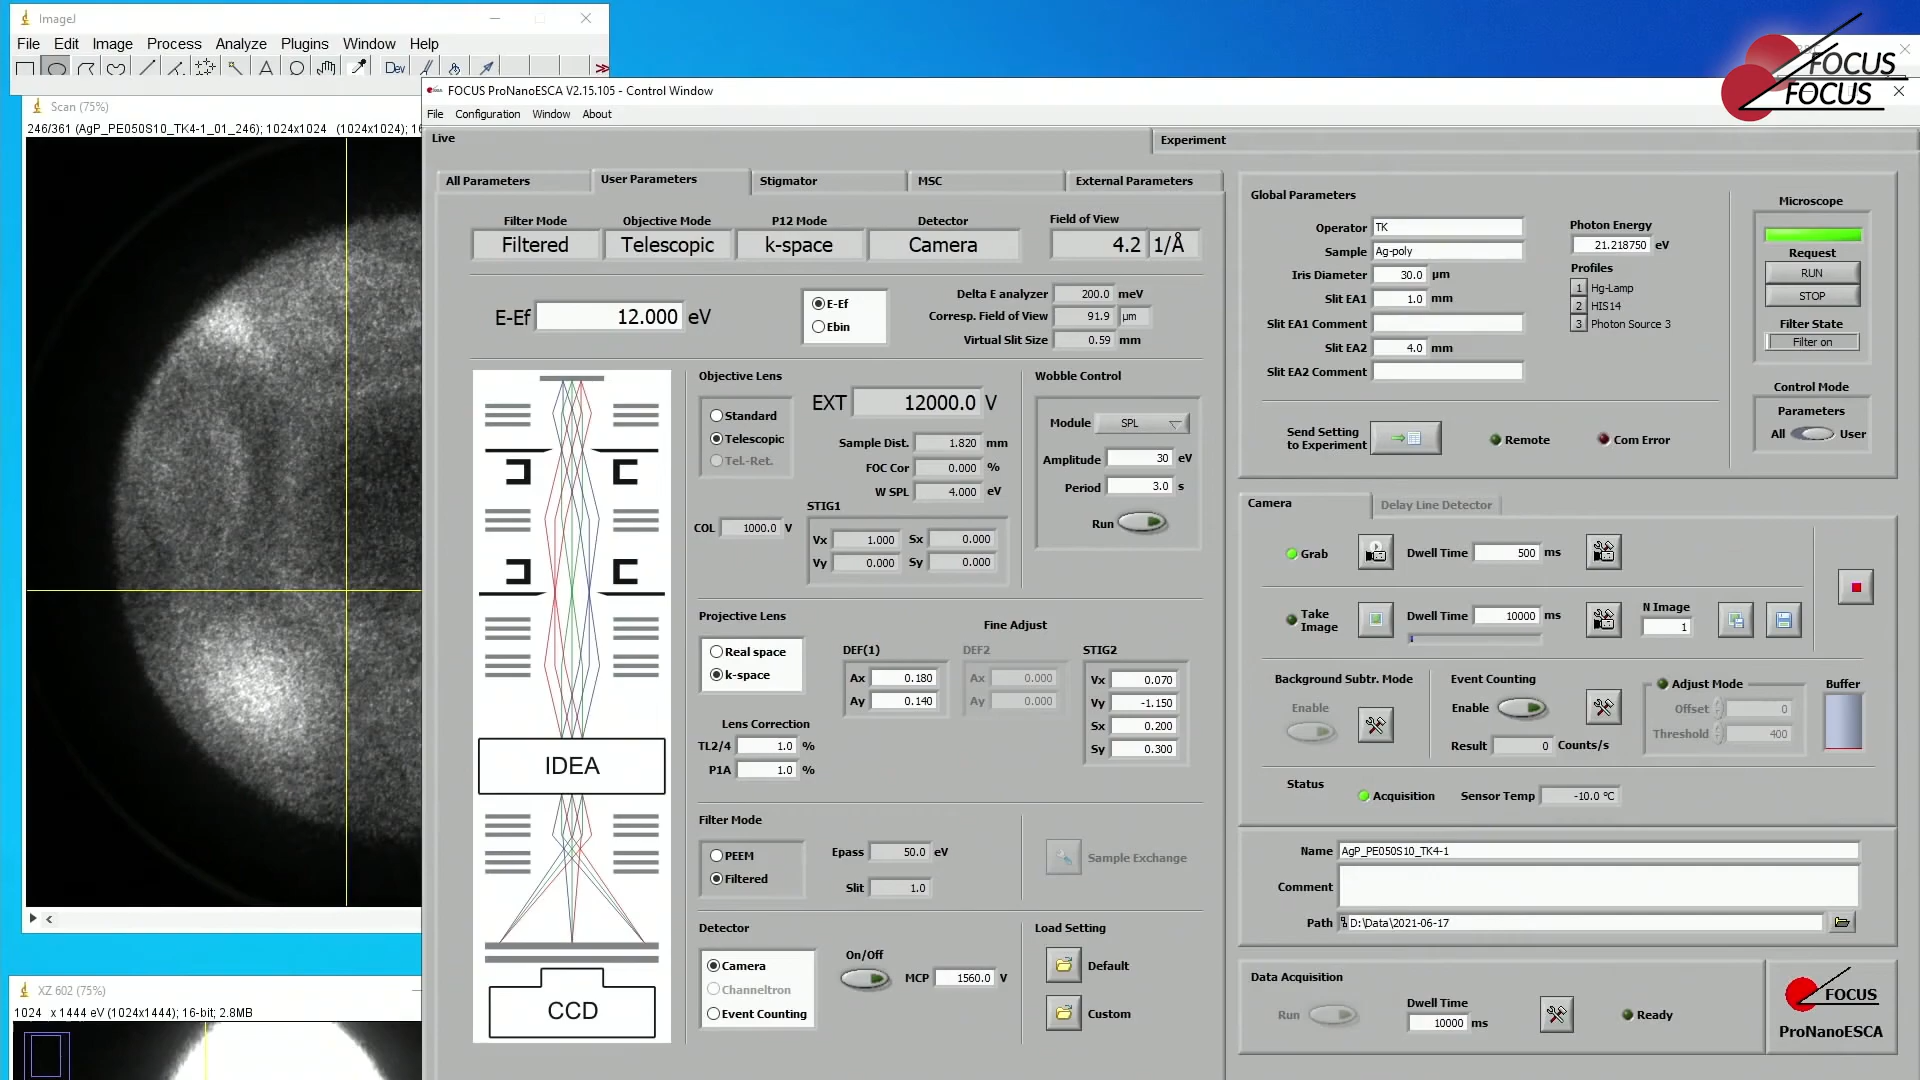 ImageJ
File Edit Image Process Analyze Plugins Window Help
Dev
Scan (75%)
246/361 (AgP_PE050S10_TK4-1_01_246); 1024x1024 (1024x1024);
FOCUS
FOCUS
FOCUS ProNanoESCA V2.15.105 - Control Window
File Configuration Window About
Live
Experiment
All Parameters User Parameters Stigmator MSC External Parameters
Filter Mode Objective Mode P12 Mode Detector Field of View
Filtered Telescopic k-space Camera 4.2 1/Å
E-Ef 12.000 eV
E-Ef
Ebin
Delta E analyzer 200.0 meV
Corresp. Field of View 91.9 µm
Virtual Slit Size 0.59 mm
Objective Lens
Standard
Telescopic
Tel.-Ret.
EXT 12000.0 V
Sample Dist. 1.820 mm
FOC Cor 0.000 %
W SPL 4.000 eV
STIG1
COL 1000.0 V
Vx 1.000 Sx 0.000
Vy 0.000 Sy 0.000
Wobble Control
Module SPL
Amplitude 30 eV
Period 3.0 s
Run
Projective Lens
Real space
k-space
Fine Adjust
DEF(1)
Ax 0.180
Ay 0.140
DEF2
Ax 0.000
Ay 0.000
STIG2
Vx 0.070
Vy -1.150
Sx 0.200
Sy 0.300
Lens Correction
TL2/4 1.0 %
P1A 1.0 %
IDEA
Filter Mode
PEEM
Filtered
Epass 50.0 eV
Slit 1.0
Sample Exchange
Detector
Camera
Channeltron
Event Counting
On/Off
MCP 1560.0 V
Load Setting
Default
Custom
CCD
Global Parameters
Operator TK
Sample Ag-poly
Iris Diameter 30.0 µm
Slit EA1 1.0 mm
Slit EA1 Comment
Slit EA2 4.0 mm
Slit EA2 Comment
Photon Energy
21.218750 eV
Profiles
1 Hg-Lamp
2 HIS14
3 Photon Source 3
Send Setting
to Experiment
Remote
Com Error
Microscope
Request
RUN
STOP
Filter State
Filter on
Control Mode
Parameters
All User
Camera
Delay Line Detector
Grab
Dwell Time 500 ms
Take
Image
Dwell Time 10000 ms
N Image
1
Background Subtr. Mode
Enable
Event Counting
Enable
Result 0 Counts/s
Adjust Mode
Offset 0
Threshold 400
Buffer
Status
Acquisition
Sensor Temp -10.0 °C
Name AgP_PE050S10_TK4-1
Comment
Path D:\Data\2021-06-17
Data Acquisition
Run
Dwell Time
10000 ms
Ready
FOCUS
ProNanoESCA
XZ 602 (75%)
1024 x 1444 eV (1024x1444); 16-bit; 2.8MB